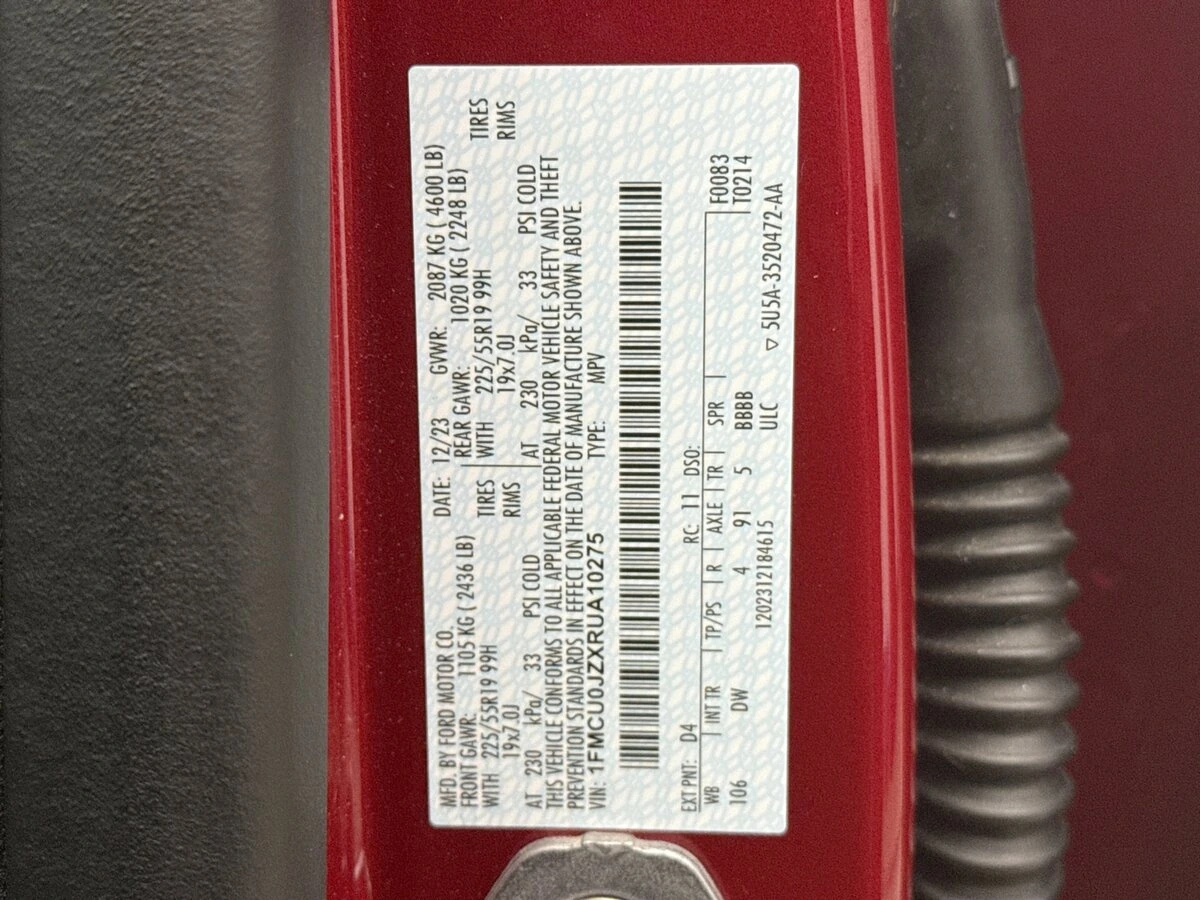 MFD. BY FORD MOTOR CO. DATE: 12/23 GVWR: 2087 KG ( 4600 LB)
FRONT GAWR: 1105 KG ( 2436 LB) REAR GAWR: 1020 KG ( 2248 LB)
WITH 225/55R19 99H TIRES WITH 225/55R19 99H TIRES
19x7.0J RIMS 19x7.0J RIMS
AT 230 kPa/ 33 PSI COLD AT 230 kPa/ 33 PSI COLD
THIS VEHICLE CONFORMS TO ALL APPLICABLE FEDERAL MOTOR VEHICLE SAFETY AND THEFT
PREVENTION STANDARDS IN EFFECT ON THE DATE OF MANUFACTURE SHOWN ABOVE.
VIN: 1FMCU0JZXRUA10275 TYPE: MPV
EXT PNT: D4 RC: 11 DSO: F0083
WB | INT TR | TP/PS | R | AXLE | TR | SPR | T0214
106 DW 4 91 5 BBBB
1202312184615 ULC ▽ 5U5A-3520472-AA